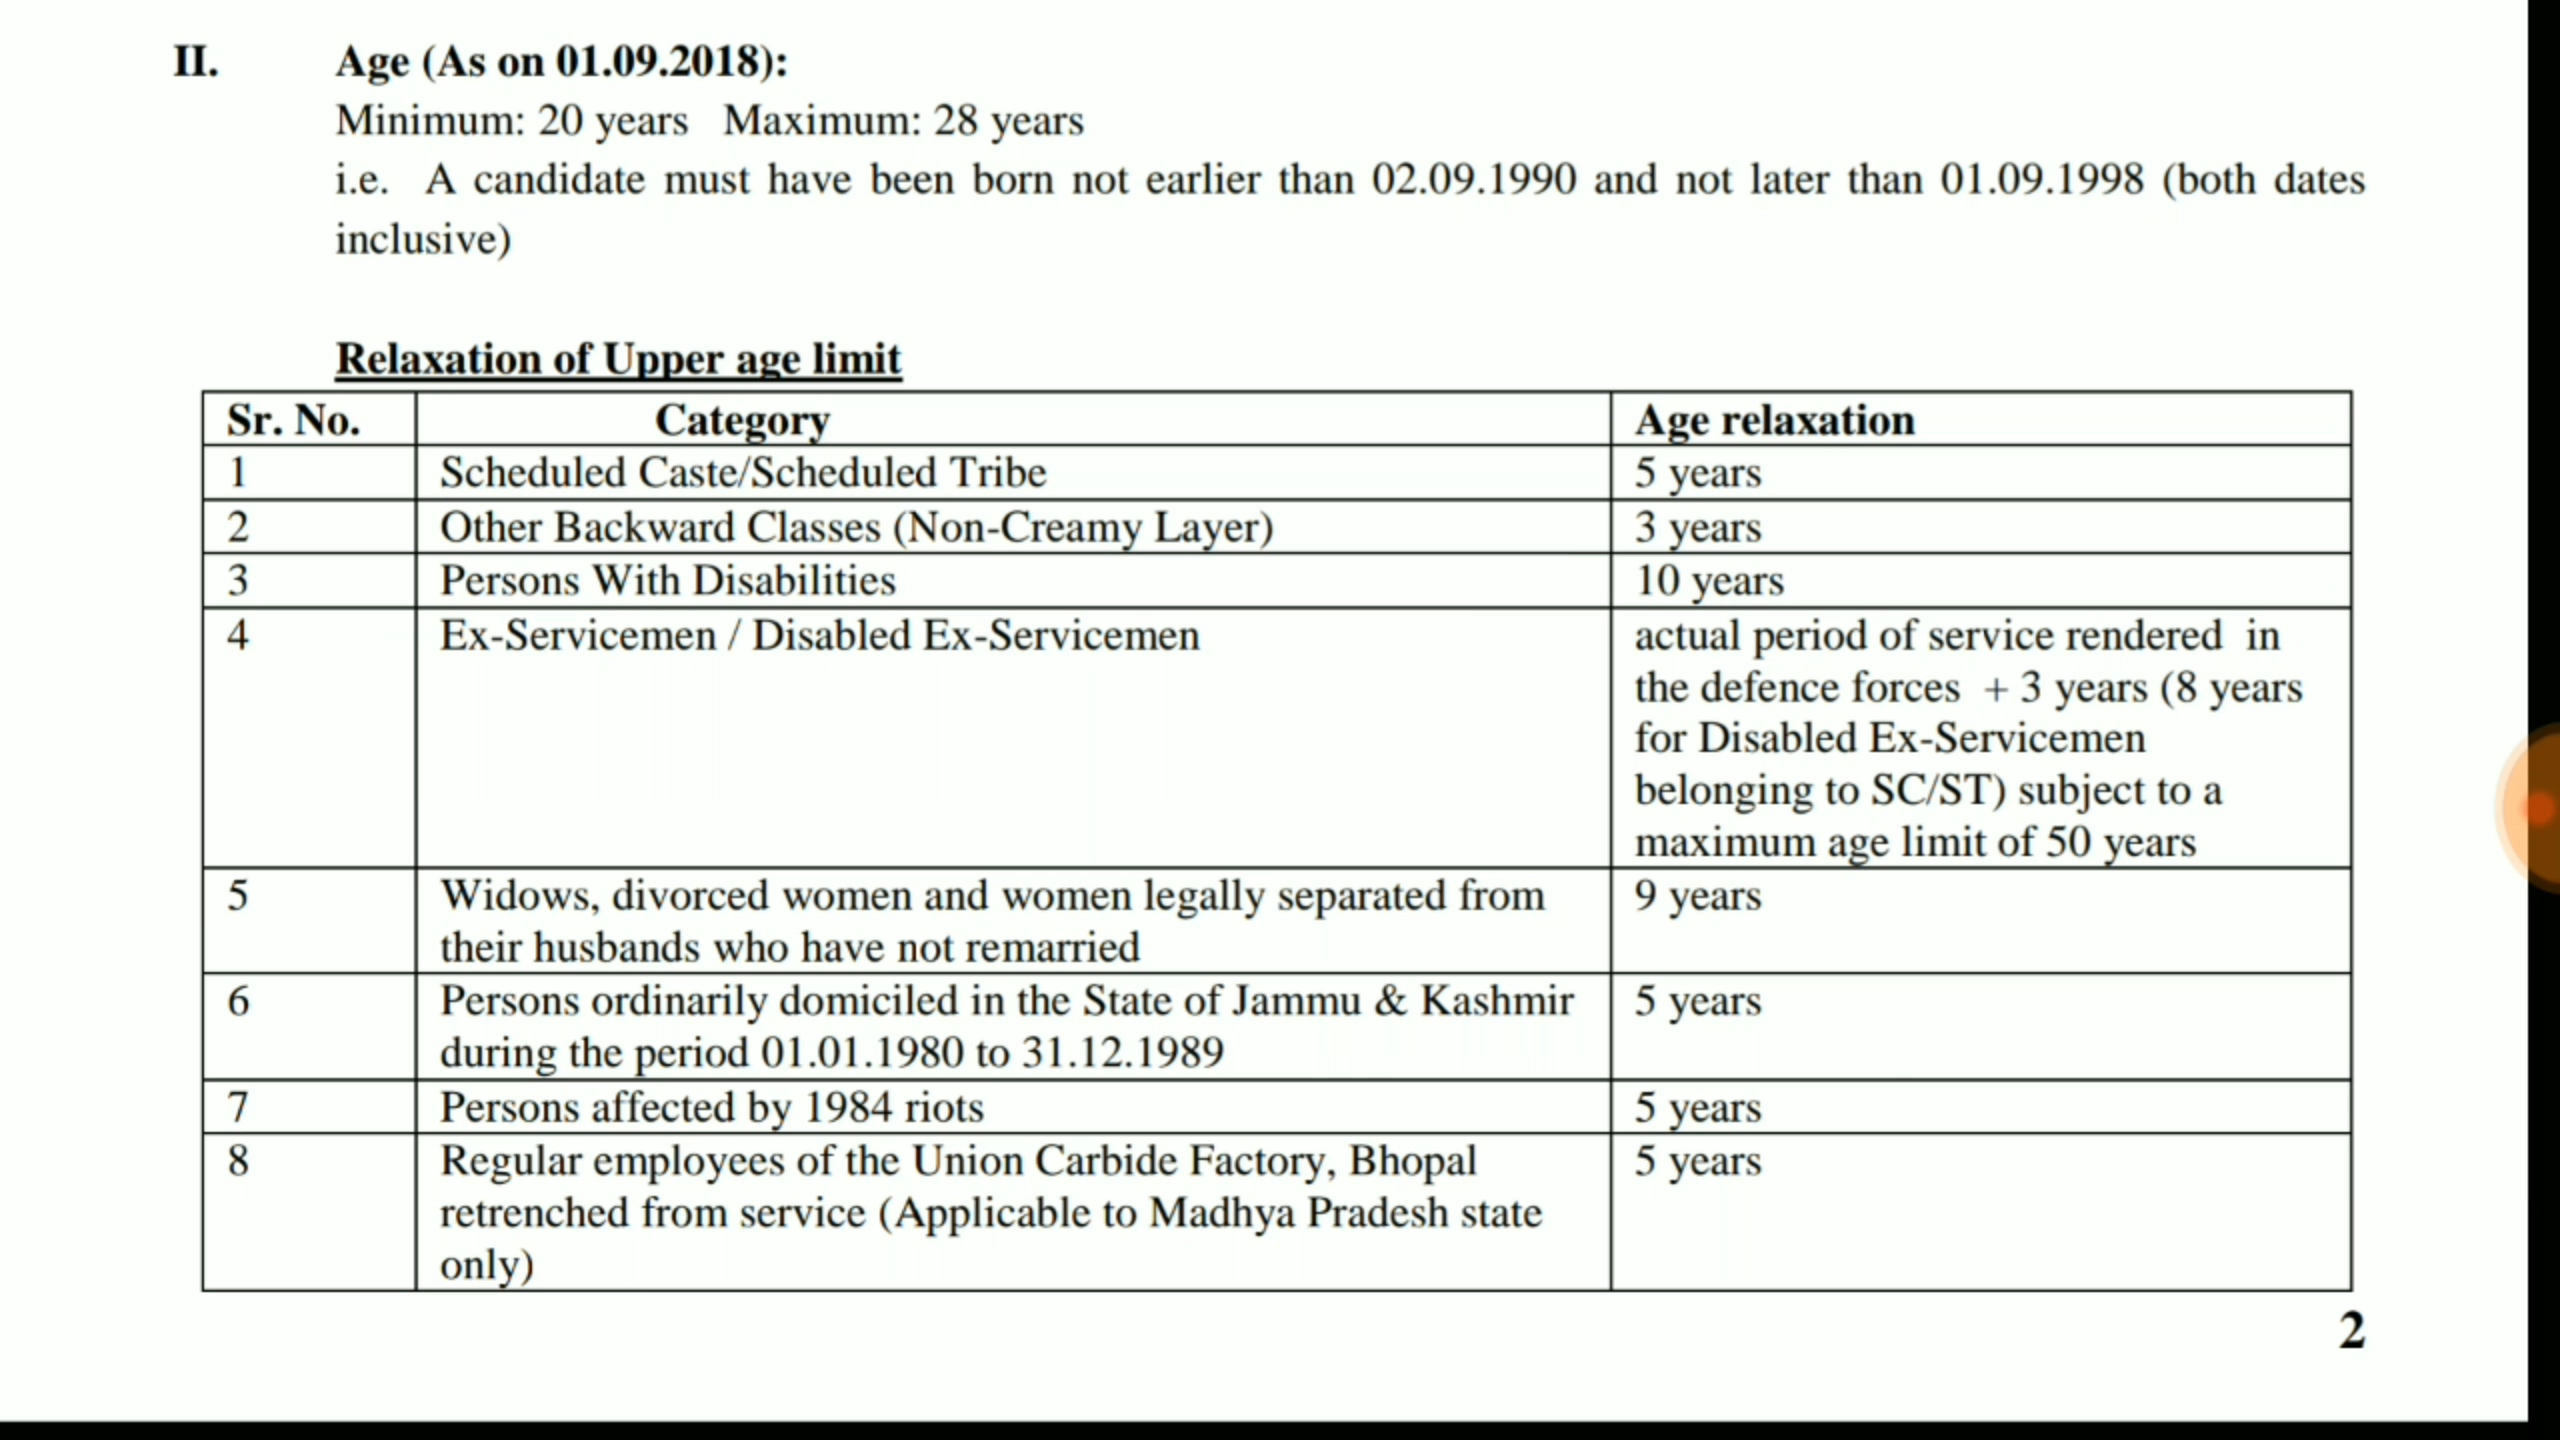 II. Age (As on 01.09.2018):
Minimum: 20 years Maximum: 28 years
i.e. A candidate must have been born not earlier than 02.09.1990 and not later than 01.09.1998 (both dates
inclusive)
Relaxation of Upper age limit
Sr. No. Category Age relaxation
1 Scheduled Caste/Scheduled Tribe 5 years
2 Other Backward Classes (Non-Creamy Layer) 3 years
3 Persons With Disabilities 10 years
4 Ex-Servicemen / Disabled Ex-Servicemen actual period of service rendered in
the defence forces + 3 years (8 years
for Disabled Ex-Servicemen
belonging to SC/ST) subject to a
maximum age limit of 50 years
5 Widows, divorced women and women legally separated from 9 years
their husbands who have not remarried
6 Persons ordinarily domiciled in the State of Jammu & Kashmir 5 years
during the period 01.01.1980 to 31.12.1989
7 Persons affected by 1984 riots 5 years
8 Regular employees of the Union Carbide Factory, Bhopal 5 years
retrenched from service (Applicable to Madhya Pradesh state
only)
2